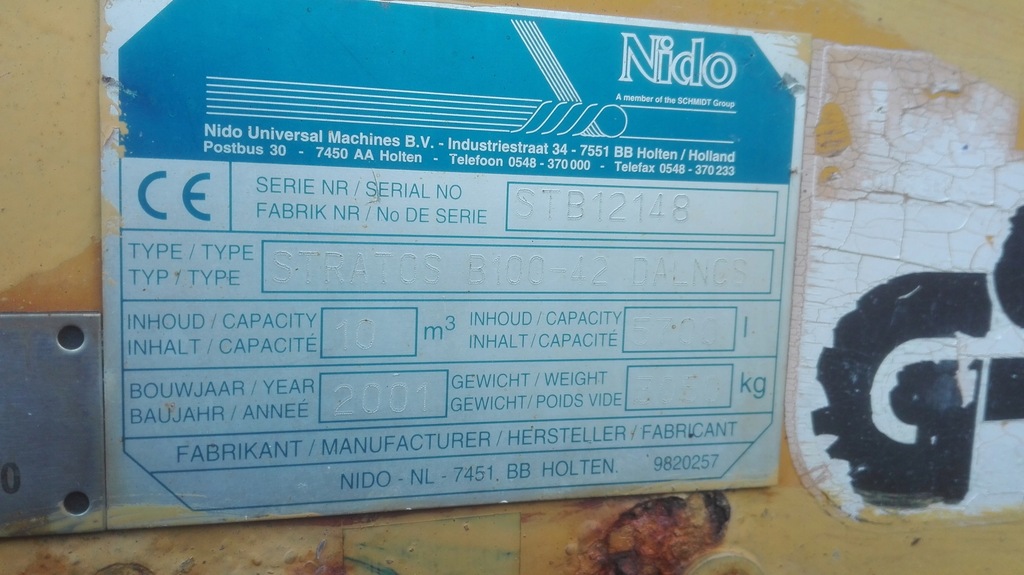 Nido
A member of the SCHMIDT Group
Nido Universal Machines B.V. - Industriestraat 34 - 7551 BB Holten / Holland
Postbus 30 - 7450 AA Holten - Telefoon 0548 - 370 000 - Telefax 0548 - 370 233
CE
SERIE NR / SERIAL NO
FABRIK NR / No DE SERIE
STB12148
TYPE / TYPE
TYP / TYPE
STRATOS B100-42 DALNCS
INHOUD / CAPACITY
INHALT / CAPACITÉ
10
m³
INHOUD / CAPACITY
INHALT / CAPACITÉ
l
BOUWJAAR / YEAR
BAUJAHR / ANNEÉ
2001
GEWICHT / WEIGHT
GEWICHT / POIDS VIDE
kg
FABRIKANT / MANUFACTURER / HERSTELLER / FABRICANT
NIDO - NL - 7451, BB HOLTEN.
9820257
0